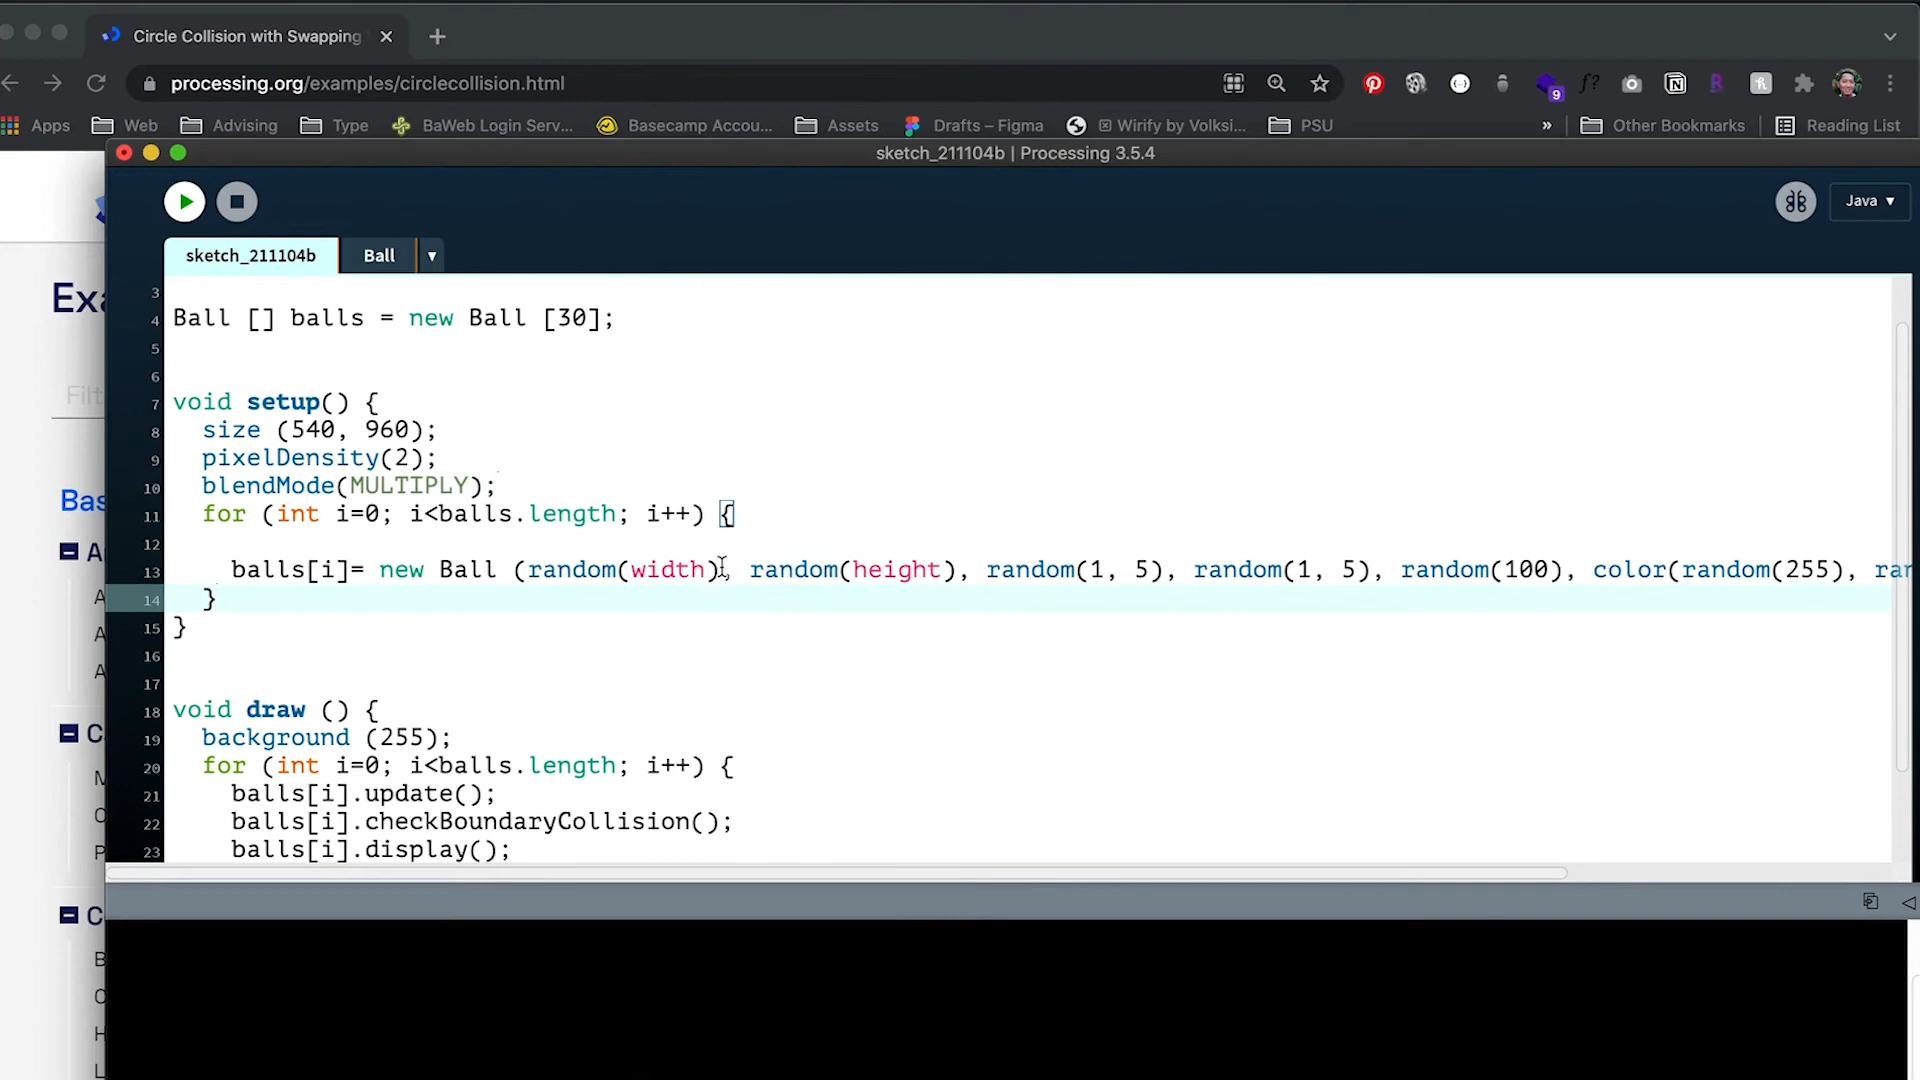 Circle Collision with Swapping
processing.org/examples/circlecollision.html
9
Apps Web Advising Type BaWeb Login Serv... Basecamp Accou... Assets Drafts – Figma Wirify by Volksi... PSU » Other Bookmarks Reading List
sketch_211104b | Processing 3.5.4
Java ▾
sketch_211104b Ball ▾
Exa
Filt
Bas
A
A
A
A
C
M
C
P
C
B
C
H
L
3
4 Ball [] balls = new Ball [30];
5
6
7 void setup() {
8 size (540, 960);
9 pixelDensity(2);
10 blendMode(MULTIPLY);
11 for (int i=0; i<balls.length; i++) {
12
13 balls[i]= new Ball (random(width), random(height), random(1, 5), random(1, 5), random(100), color(random(255), ran
14 }
15 }
16
17
18 void draw () {
19 background (255);
20 for (int i=0; i<balls.length; i++) {
21 balls[i].update();
22 balls[i].checkBoundaryCollision();
23 balls[i].display();